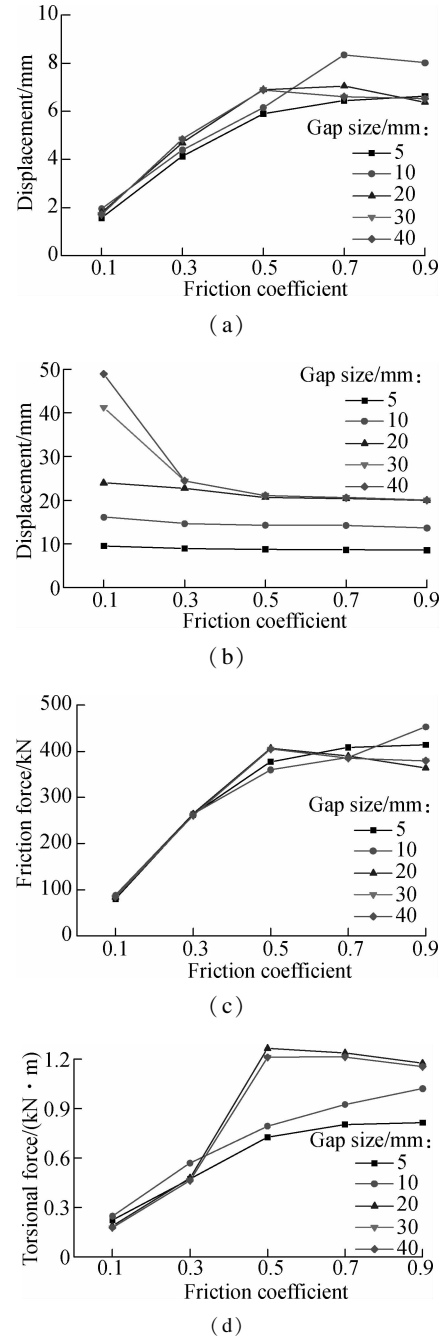 10
8
6
4
2
0
Displacement/mm
Gap size/mm:
5
10
20
30
40
0.1 0.3 0.5 0.7 0.9
Friction coefficient
(a)
50
40
30
20
10
0
Displacement/mm
Gap size/mm:
5
10
20
30
40
0.1 0.3 0.5 0.7 0.9
Friction coefficient
(b)
500
400
300
200
100
0
Friction force/kN
Gap size/mm:
5
10
20
30
40
0.1 0.3 0.5 0.7 0.9
Friction coefficient
(c)
1.2
0.9
0.6
0.3
0
Torsional force/(kN·m)
Gap size/mm:
5
10
20
30
40
0.1 0.3 0.5 0.7 0.9
Friction coefficient
(d)